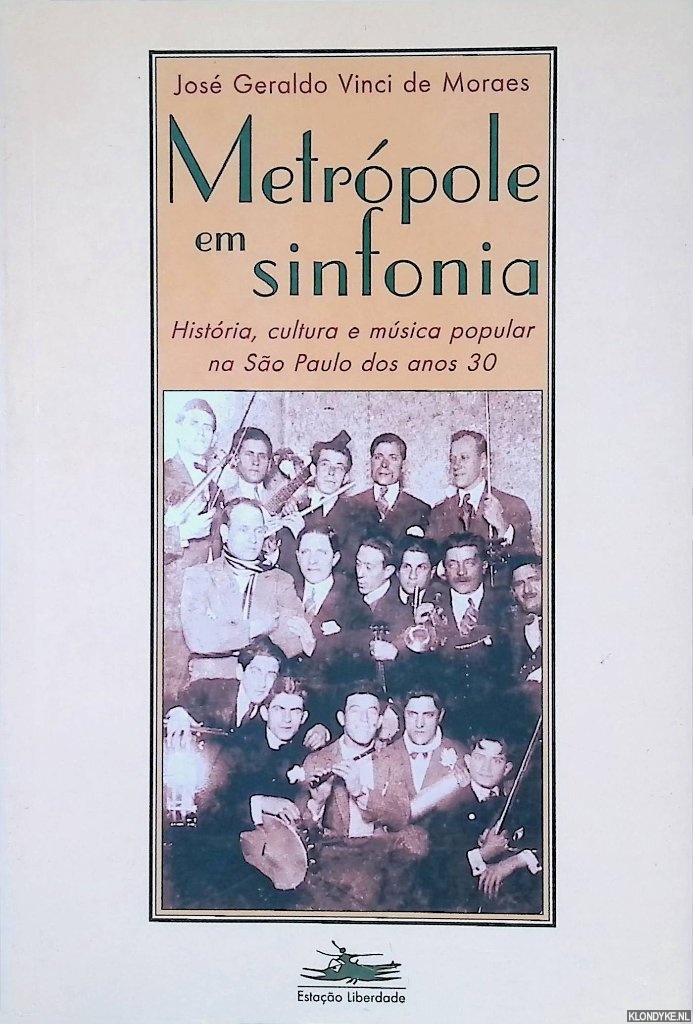 José Geraldo Vinci de Moraes
Metrópole
em
sinfonia
História, cultura e música popular
na São Paulo dos anos 30
Estação Liberdade
KLONDYKE.NL